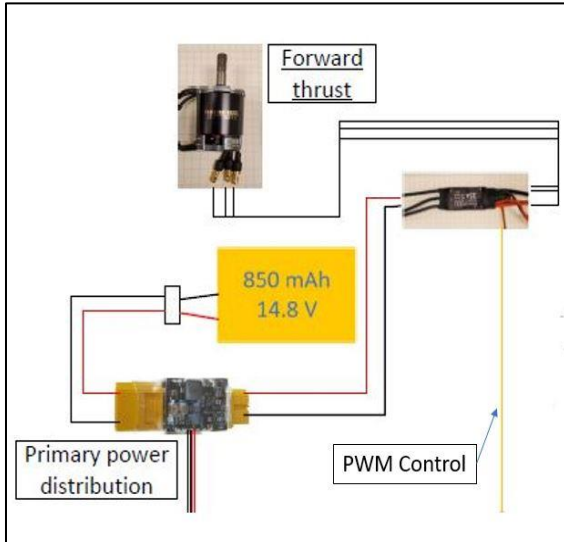 Forward
thrust
850 mAh
14.8 V
Primary power
distribution
PWM Control